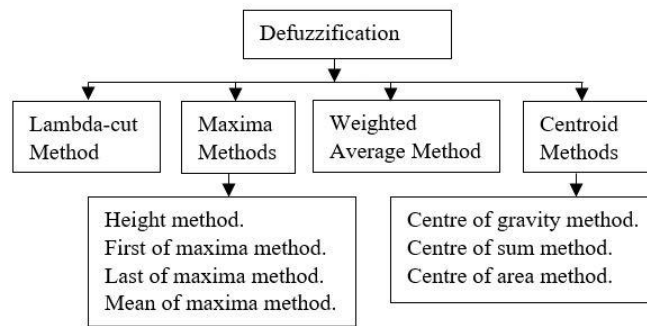 Defuzzification
Lambda-cut
Method
Maxima
Methods
Weighted
Average Method
Centroid
Methods
Height method.
First of maxima method.
Last of maxima method.
Mean of maxima method.
Centre of gravity method.
Centre of sum method.
Centre of area method.